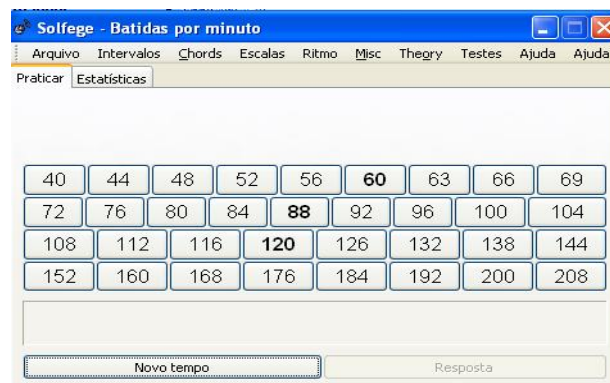 Solfege - Batidas por minuto
Arquivo Intervalos Chords Escalas Ritmo Misc Theory Testes Ajuda Ajuda
Praticar Estatísticas
40 44 48 52 56 60 63 66 69
72 76 80 84 88 92 96 100 104
108 112 116 120 126 132 138 144
152 160 168 176 184 192 200 208
Novo tempo Resposta